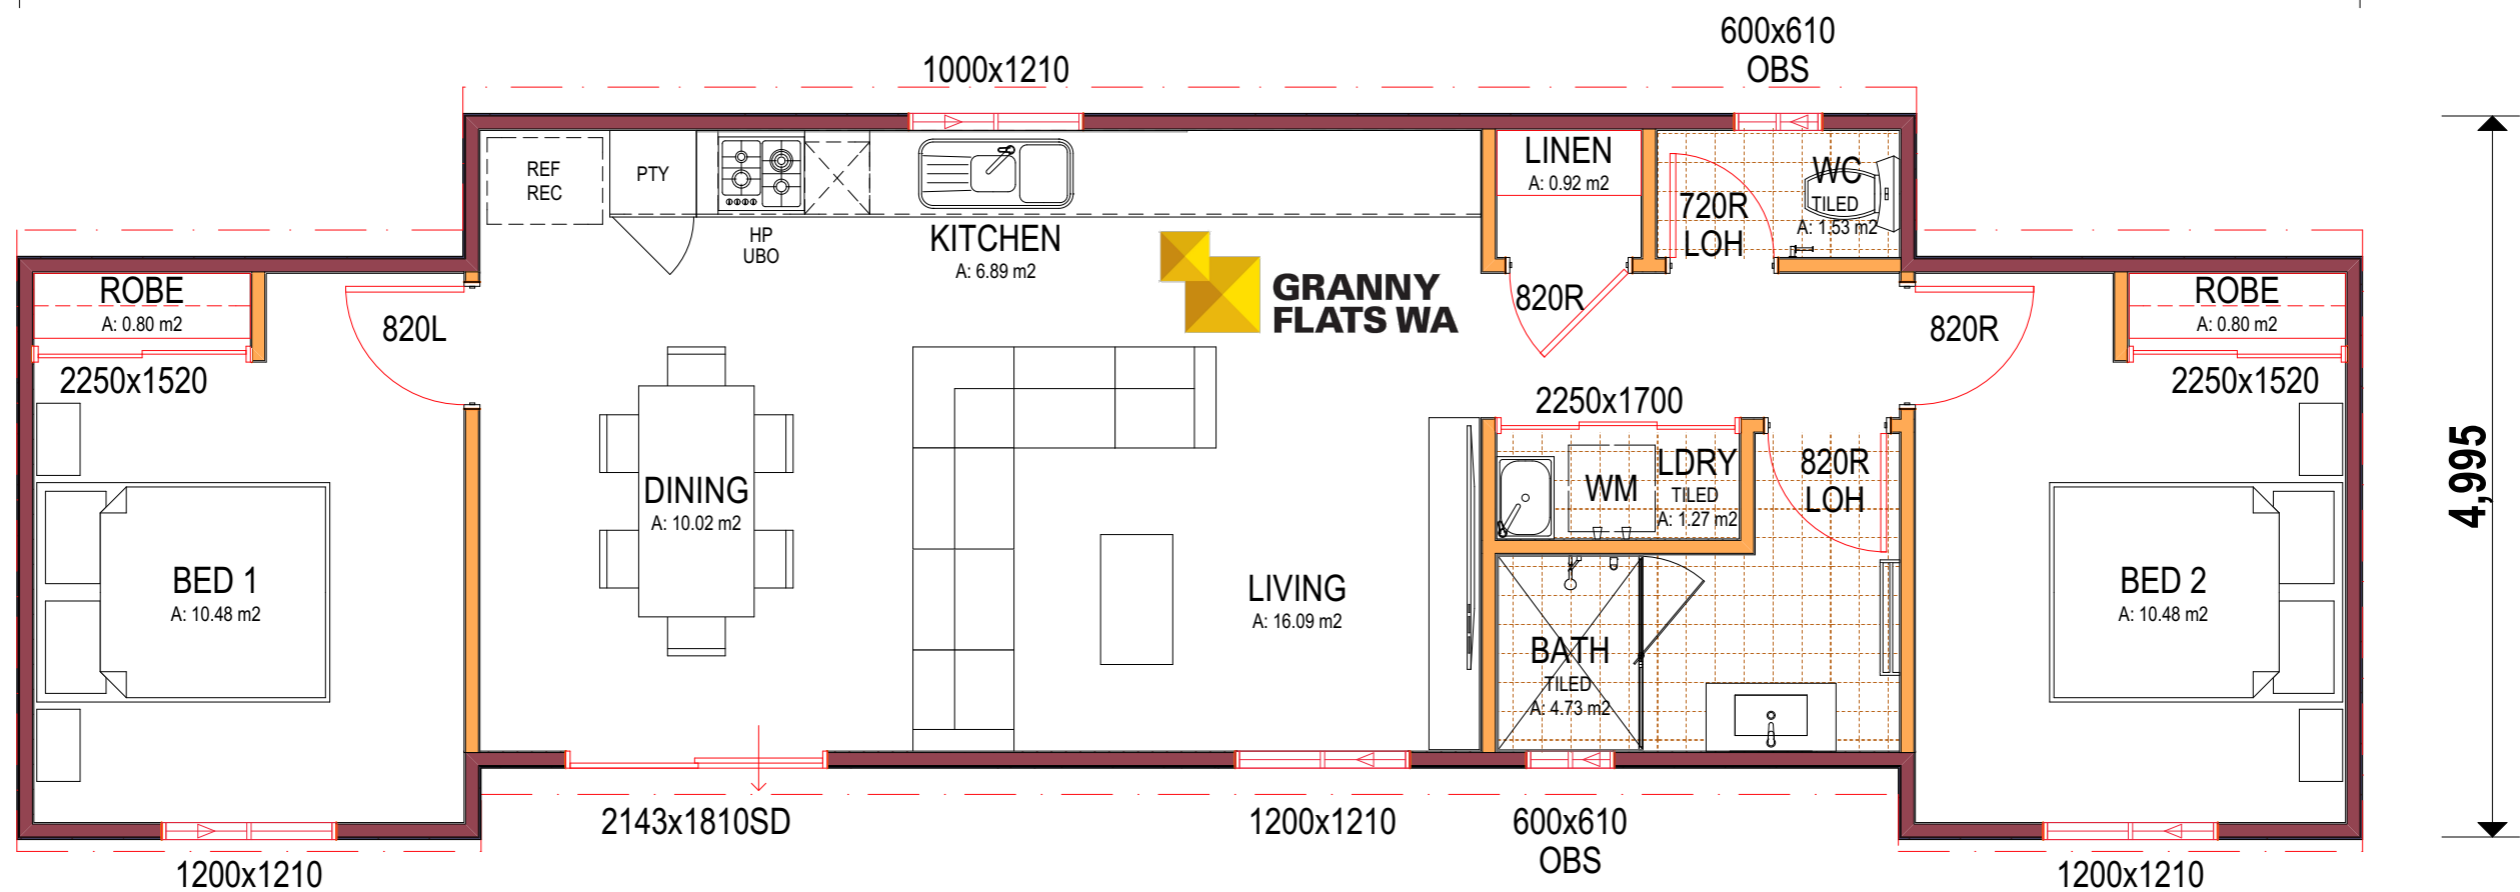 600x610
OBS
1000x1210
REF
REC
PTY
HP
UBO
KITCHEN
A: 6.89 m2
LINEN
A: 0.92 m2
820R
WC
TILED
A: 1.53 m2
720R
LOH
GRANNY
FLATS WA
ROBE
A: 0.80 m2
2250x1520
820L
820R
ROBE
A: 0.80 m2
2250x1520
2250x1700
LDRY
TILED
A: 1.27 m2
WM
820R
LOH
DINING
A: 10.02 m2
BED 1
A: 10.48 m2
LIVING
A: 16.09 m2
BATH
TILED
A: 4.73 m2
BED 2
A: 10.48 m2
4,995
2143x1810SD
1200x1210
600x610
OBS
1200x1210
1200x1210